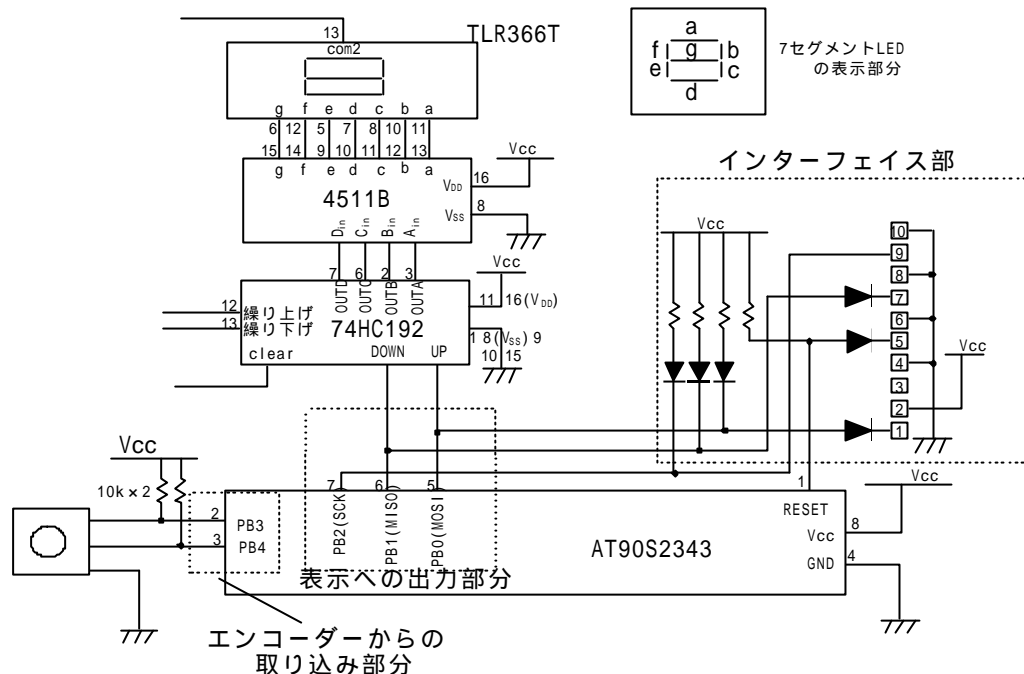 TLR366T
13
com2
g f e d c b a
6 12 5 7 8 10 11
15 14 9 10 11 12 13
g f e d c b a
4511B
VDD
16
VSS
8
Vcc
Din Cin Bin Ain
7 6 2 3
OUTD OUTC OUTB OUTA
12
繰り上げ
13
繰り下げ
74HC192
clear
DOWN UP
Vcc
11 16(VDD)
1 8(VSS) 9
10 15
a
f g b
e c
d
7セグメントLED
の表示部分
インターフェイス部
Vcc
10
9
8
7
6
5
4
3
2
1
Vcc
Vcc
10k×2
2
PB3
3
PB4
7 6 5
PB2(SCK)
PB1(MISO)
PB0(MOSI)
表示への出力部分
AT90S2343
1
RESET
Vcc
8
GND
4
Vcc
エンコーダーからの
取り込み部分